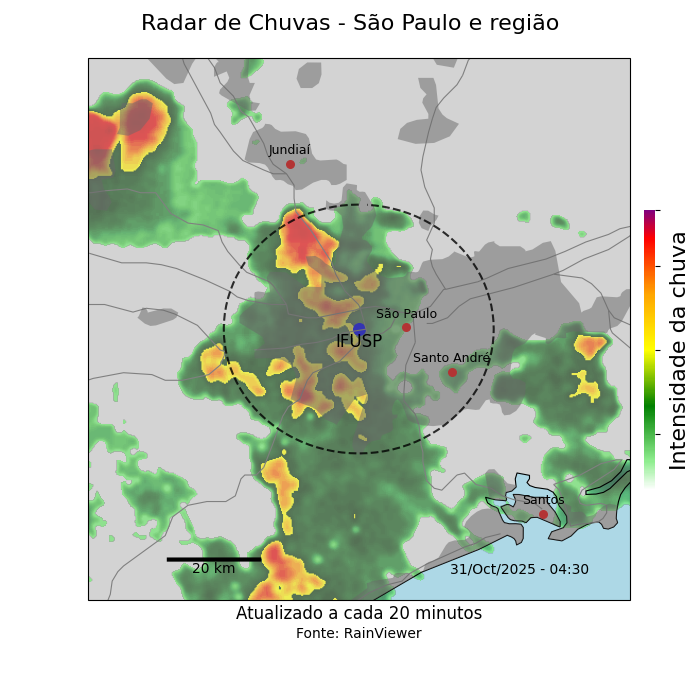 Radar de Chuvas - São Paulo e região
Jundiaí
São Paulo
IFUSP
Santo André
Santos
20 km
31/Oct/2025 - 04:30
Intensidade da chuva
Atualizado a cada 20 minutos
Fonte: RainViewer